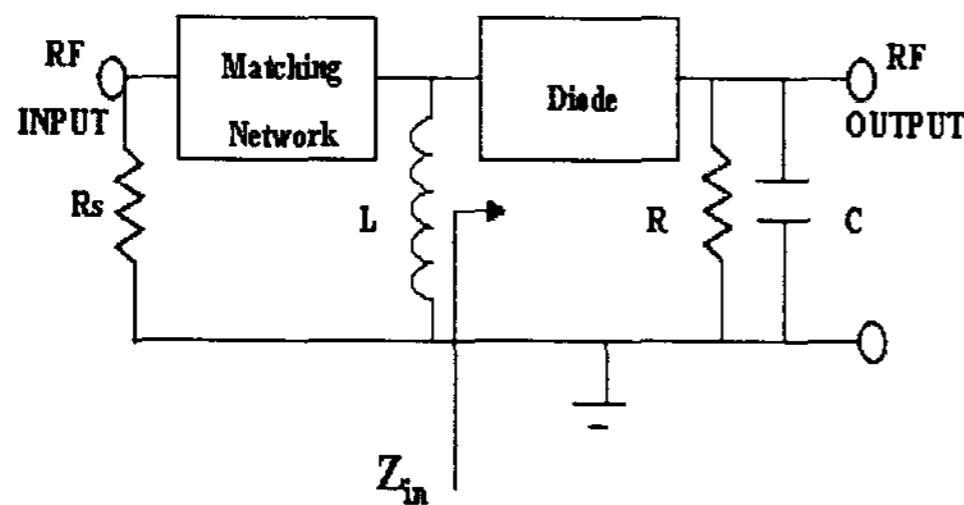 RF
INPUT
Matching
Network
Diode
RF
OUTPUT
Rs
L
R
C
Zin